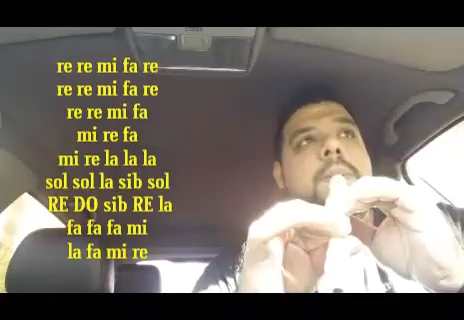 re re mi fa re
re re mi fa re
re re mi fa
mi re fa
mi re la la la
sol sol la sib sol
RE DO sib RE la
fa fa fa mi
la fa mi re